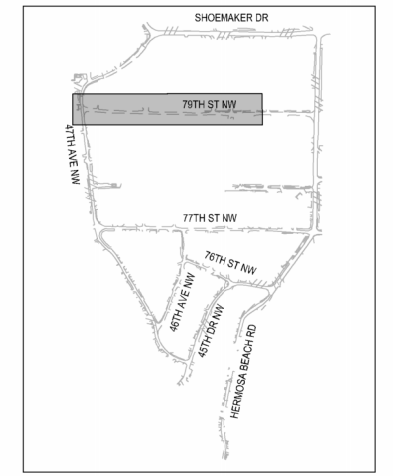 SHOEMAKER DR
79TH ST NW
47TH AVE NW
77TH ST NW
76TH ST NW
46TH AVE NW
45TH DR NW
HERMOSA BEACH RD